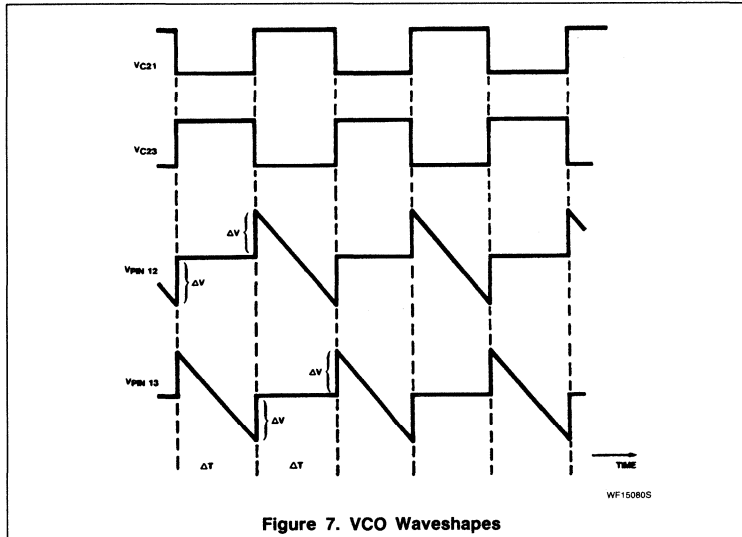 VC21
VC23
ΔV
VPIN 12
ΔV
ΔV
VPIN 13
ΔV
ΔT ΔT
TIME
WF15080S
Figure 7. VCO Waveshapes